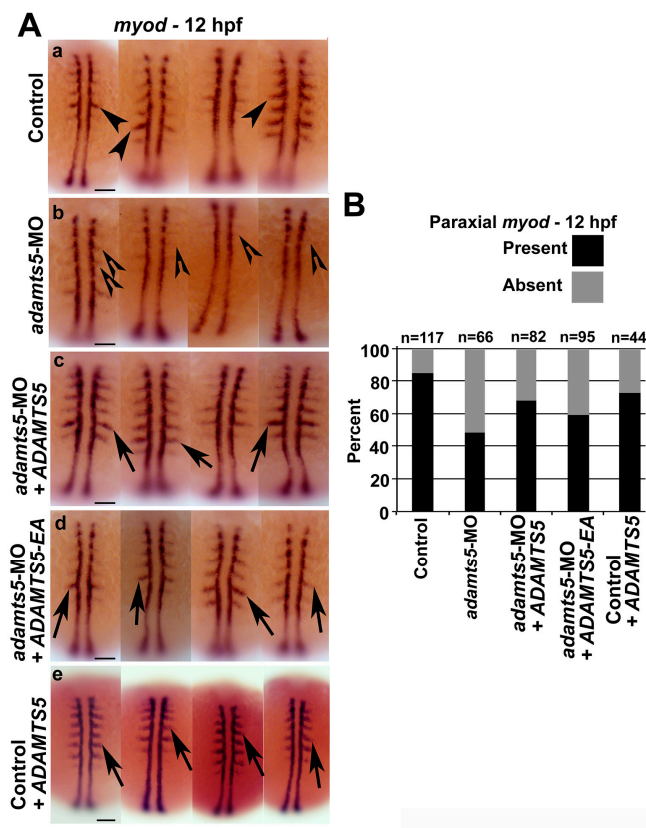 A
myod - 12 hpf
a
Control
b
adamts5-MO
c
adamts5-MO
+ ADAMTS5
d
adamts5-MO
+ ADAMTS5-EA
e
Control
+ ADAMTS5
B
Paraxial myod - 12 hpf
Present
Absent
n=117 n=66 n=82 n=95 n=44
100
80
60
40
20
0
Percent
Control
adamts5-MO
adamts5-MO
+ ADAMTS5
adamts5-MO
+ ADAMTS5-EA
Control
+ ADAMTS5